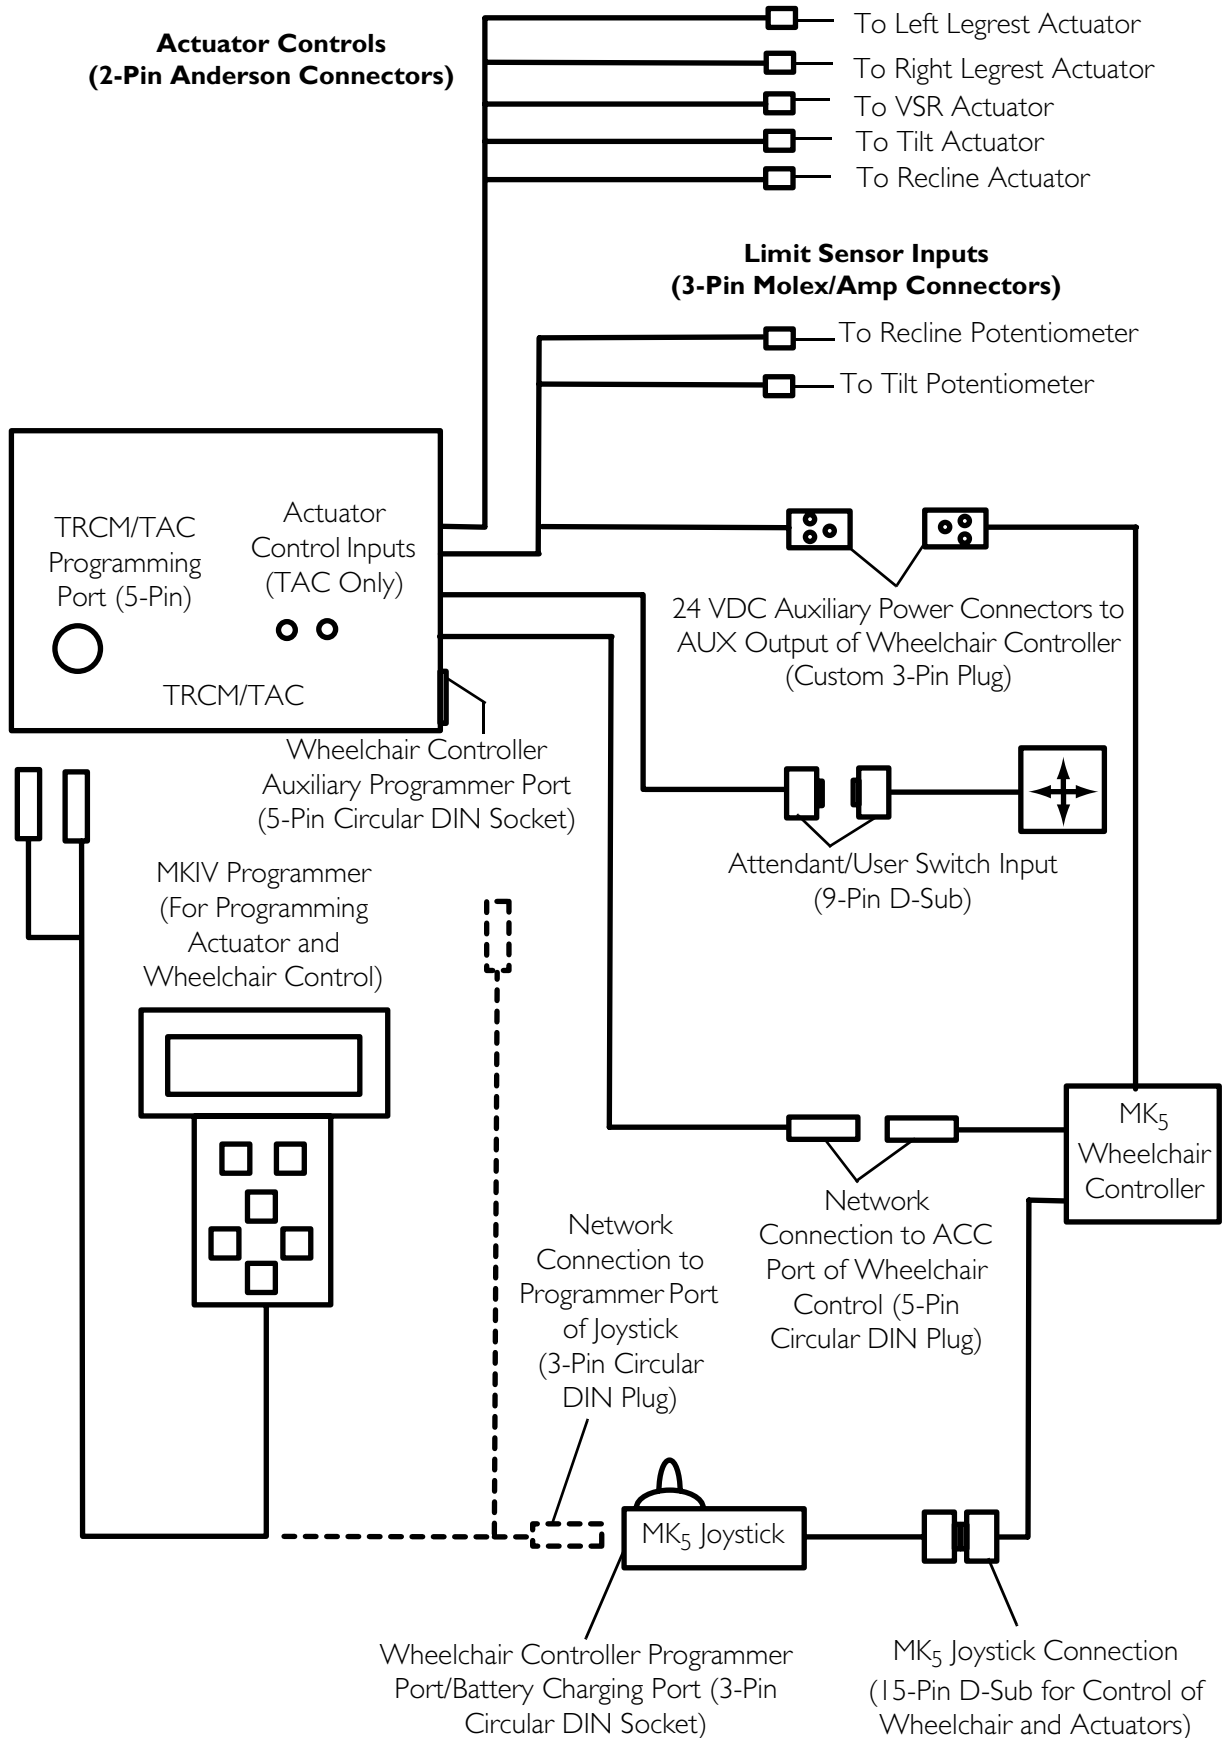 Actuator Controls
(2-Pin Anderson Connectors)
To Left Legrest Actuator
To Right Legrest Actuator
To VSR Actuator
To Tilt Actuator
To Recline Actuator
Limit Sensor Inputs
(3-Pin Molex/Amp Connectors)
To Recline Potentiometer
To Tilt Potentiometer
TRCM/TAC
Programming
Port (5-Pin)
Actuator
Control Inputs
(TAC Only)
TRCM/TAC
24 VDC Auxiliary Power Connectors to
AUX Output of Wheelchair Controller
(Custom 3-Pin Plug)
Wheelchair Controller
Auxiliary Programmer Port
(5-Pin Circular DIN Socket)
Attendant/User Switch Input
(9-Pin D-Sub)
MKIV Programmer
(For Programming
Actuator and
Wheelchair Control)
MK5
Wheelchair
Controller
Network
Connection to ACC
Port of Wheelchair
Control (5-Pin
Circular DIN Plug)
Network
Connection to
Programmer Port
of Joystick
(3-Pin Circular
DIN Plug)
MK5 Joystick
Wheelchair Controller Programmer
Port/Battery Charging Port (3-Pin
Circular DIN Socket)
MK5 Joystick Connection
(15-Pin D-Sub for Control of
Wheelchair and Actuators)